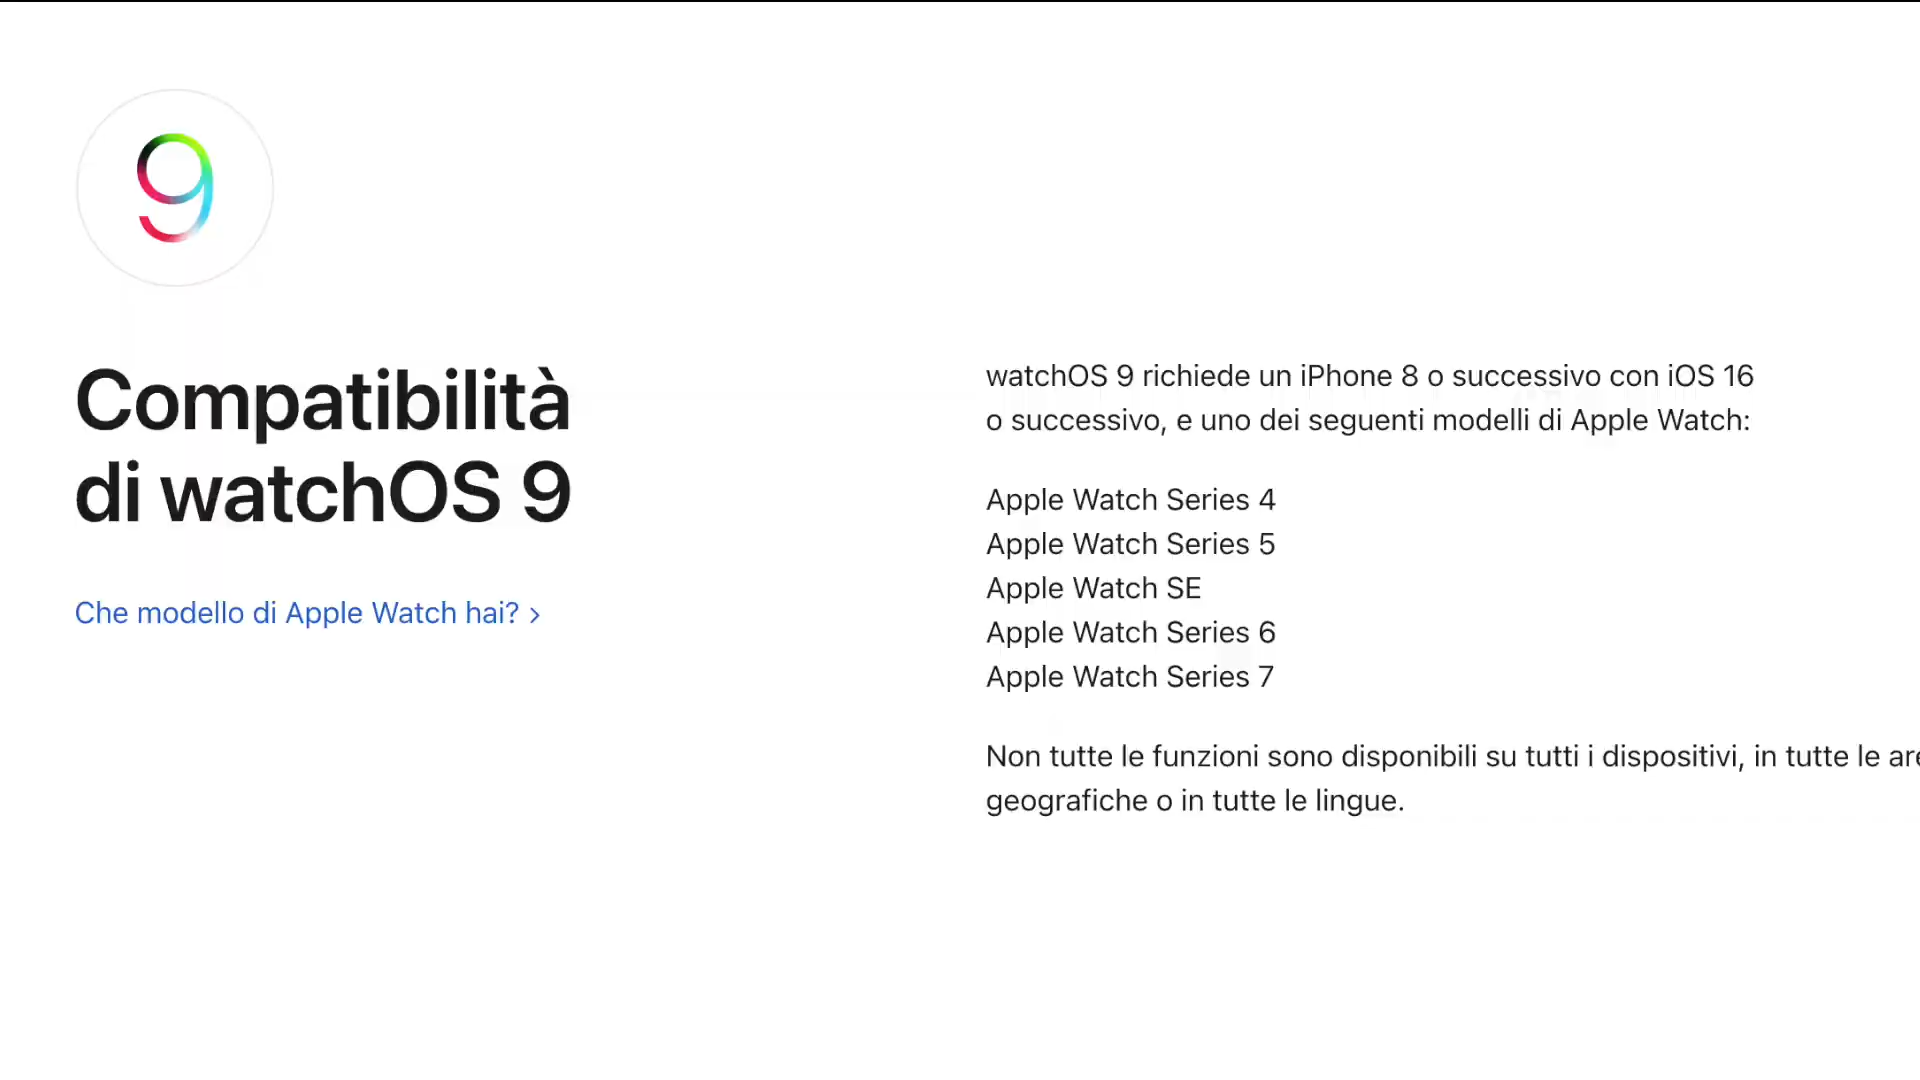 9
Compatibilità
di watchOS 9
Che modello di Apple Watch hai? >
watchOS 9 richiede un iPhone 8 o successivo con iOS 16
o successivo, e uno dei seguenti modelli di Apple Watch:
Apple Watch Series 4
Apple Watch Series 5
Apple Watch SE
Apple Watch Series 6
Apple Watch Series 7
Non tutte le funzioni sono disponibili su tutti i dispositivi, in tutte le
geografiche o in tutte le lingue.